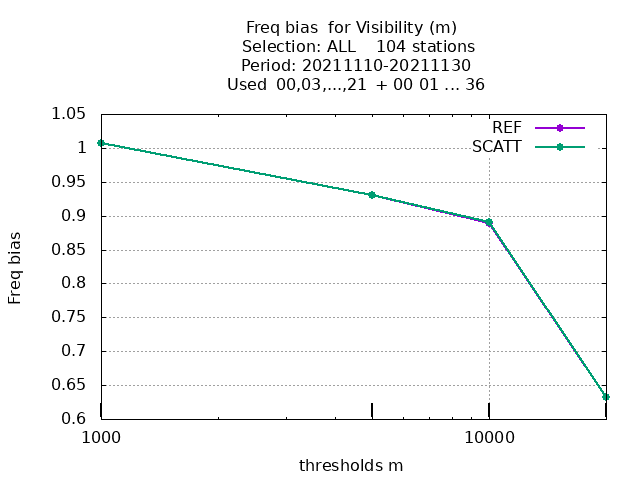 Freq bias  for Visibility (m)
Selection: ALL    104 stations
Period: 20211110-20211130
Used  00,03,...,21  + 00 01 ... 36
REF
SCATT
1.05
1
0.95
0.9
0.85
0.8
0.75
0.7
0.65
0.6
Freq bias
1000
10000
thresholds m